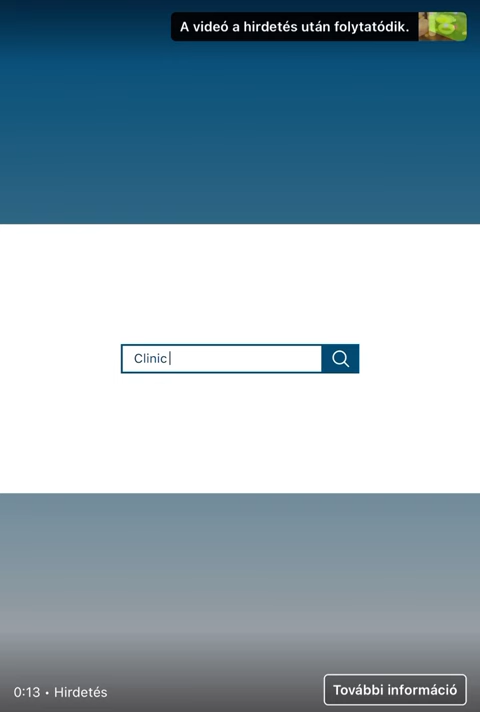 A videó a hirdetés után folytatódik.
Clinic
0:13 • Hirdetés
További információ